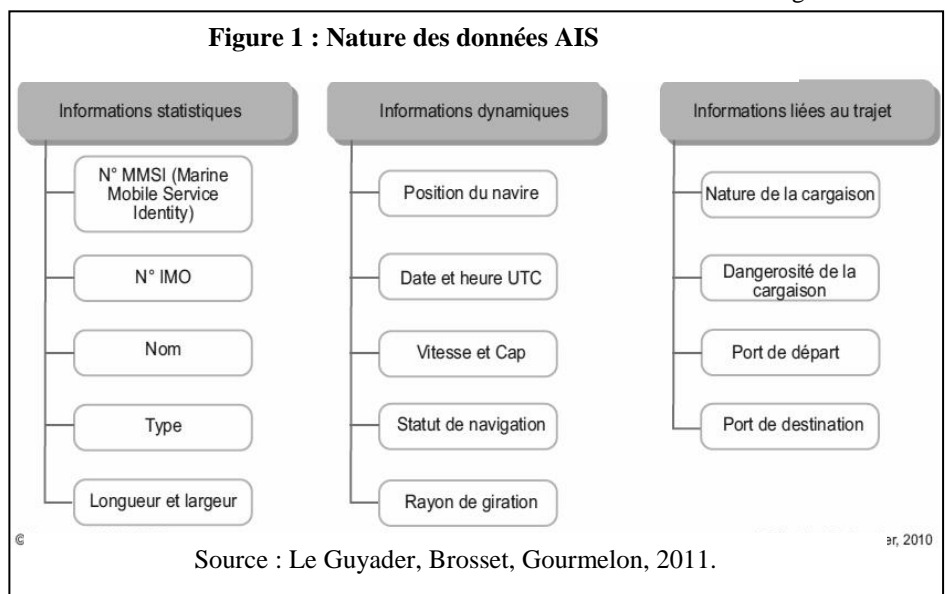 Figure 1 : Nature des données AIS
Informations statistiques
N° MMSI (Marine
Mobile Service
Identity)
N° IMO
Nom
Type
Longueur et largeur
Informations dynamiques
Position du navire
Date et heure UTC
Vitesse et Cap
Statut de navigation
Rayon de giration
Informations liées au trajet
Nature de la cargaison
Dangerosité de la
cargaison
Port de départ
Port de destination
©
, 2010
Source : Le Guyader, Brosset, Gourmelon, 2011.